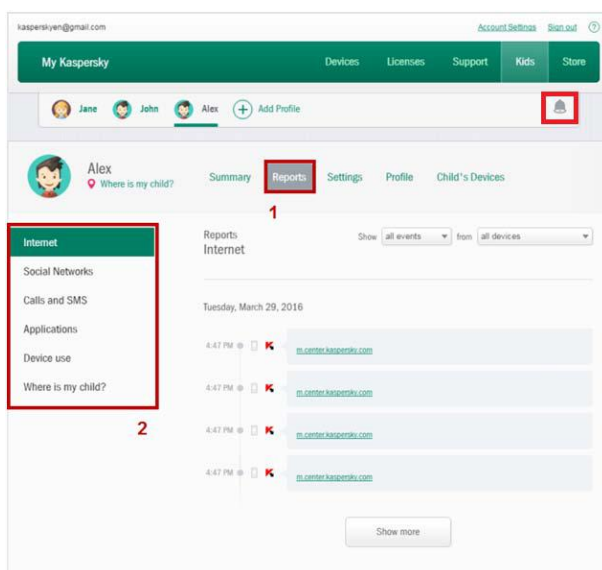 kasperskyen@gmail.com Account Settings Sign out ?
My Kaspersky Devices Licenses Support Kids Store
Jane John Alex + Add Profile
Alex
Where is my child?
Summary Reports Settings Profile Child's Devices
1
Internet
Social Networks
Calls and SMS
Applications
Device use
Where is my child?
2
Reports
Internet
Show all events from all devices
Tuesday, March 29, 2016
4:47 PM m.center.kaspersky.com
4:47 PM m.center.kaspersky.com
4:47 PM m.center.kaspersky.com
4:47 PM m.center.kaspersky.com
Show more